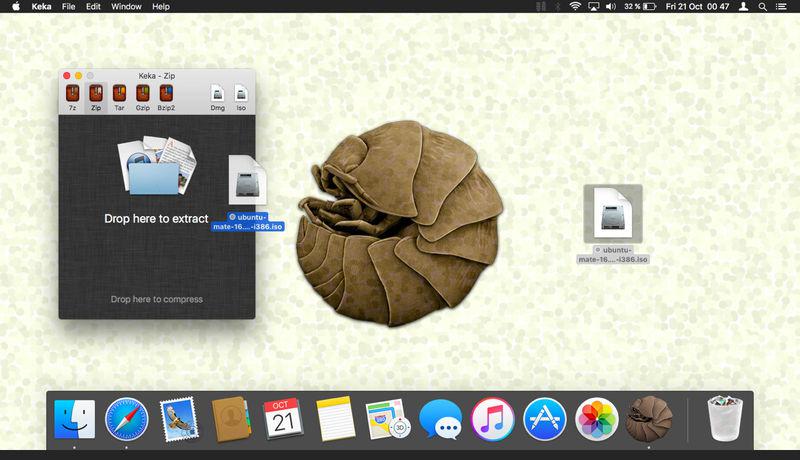 Keka File Edit Window Help
32 % Fri 21 Oct 00 47
Keka - Zip
7z Zip Tar Gzip Bzip2 Dmg Iso
Drop here to extract
ubuntu-
mate-16....-i386.iso
Drop here to compress
ubuntu-
mate-16....-i386.iso
OCT
21
3D